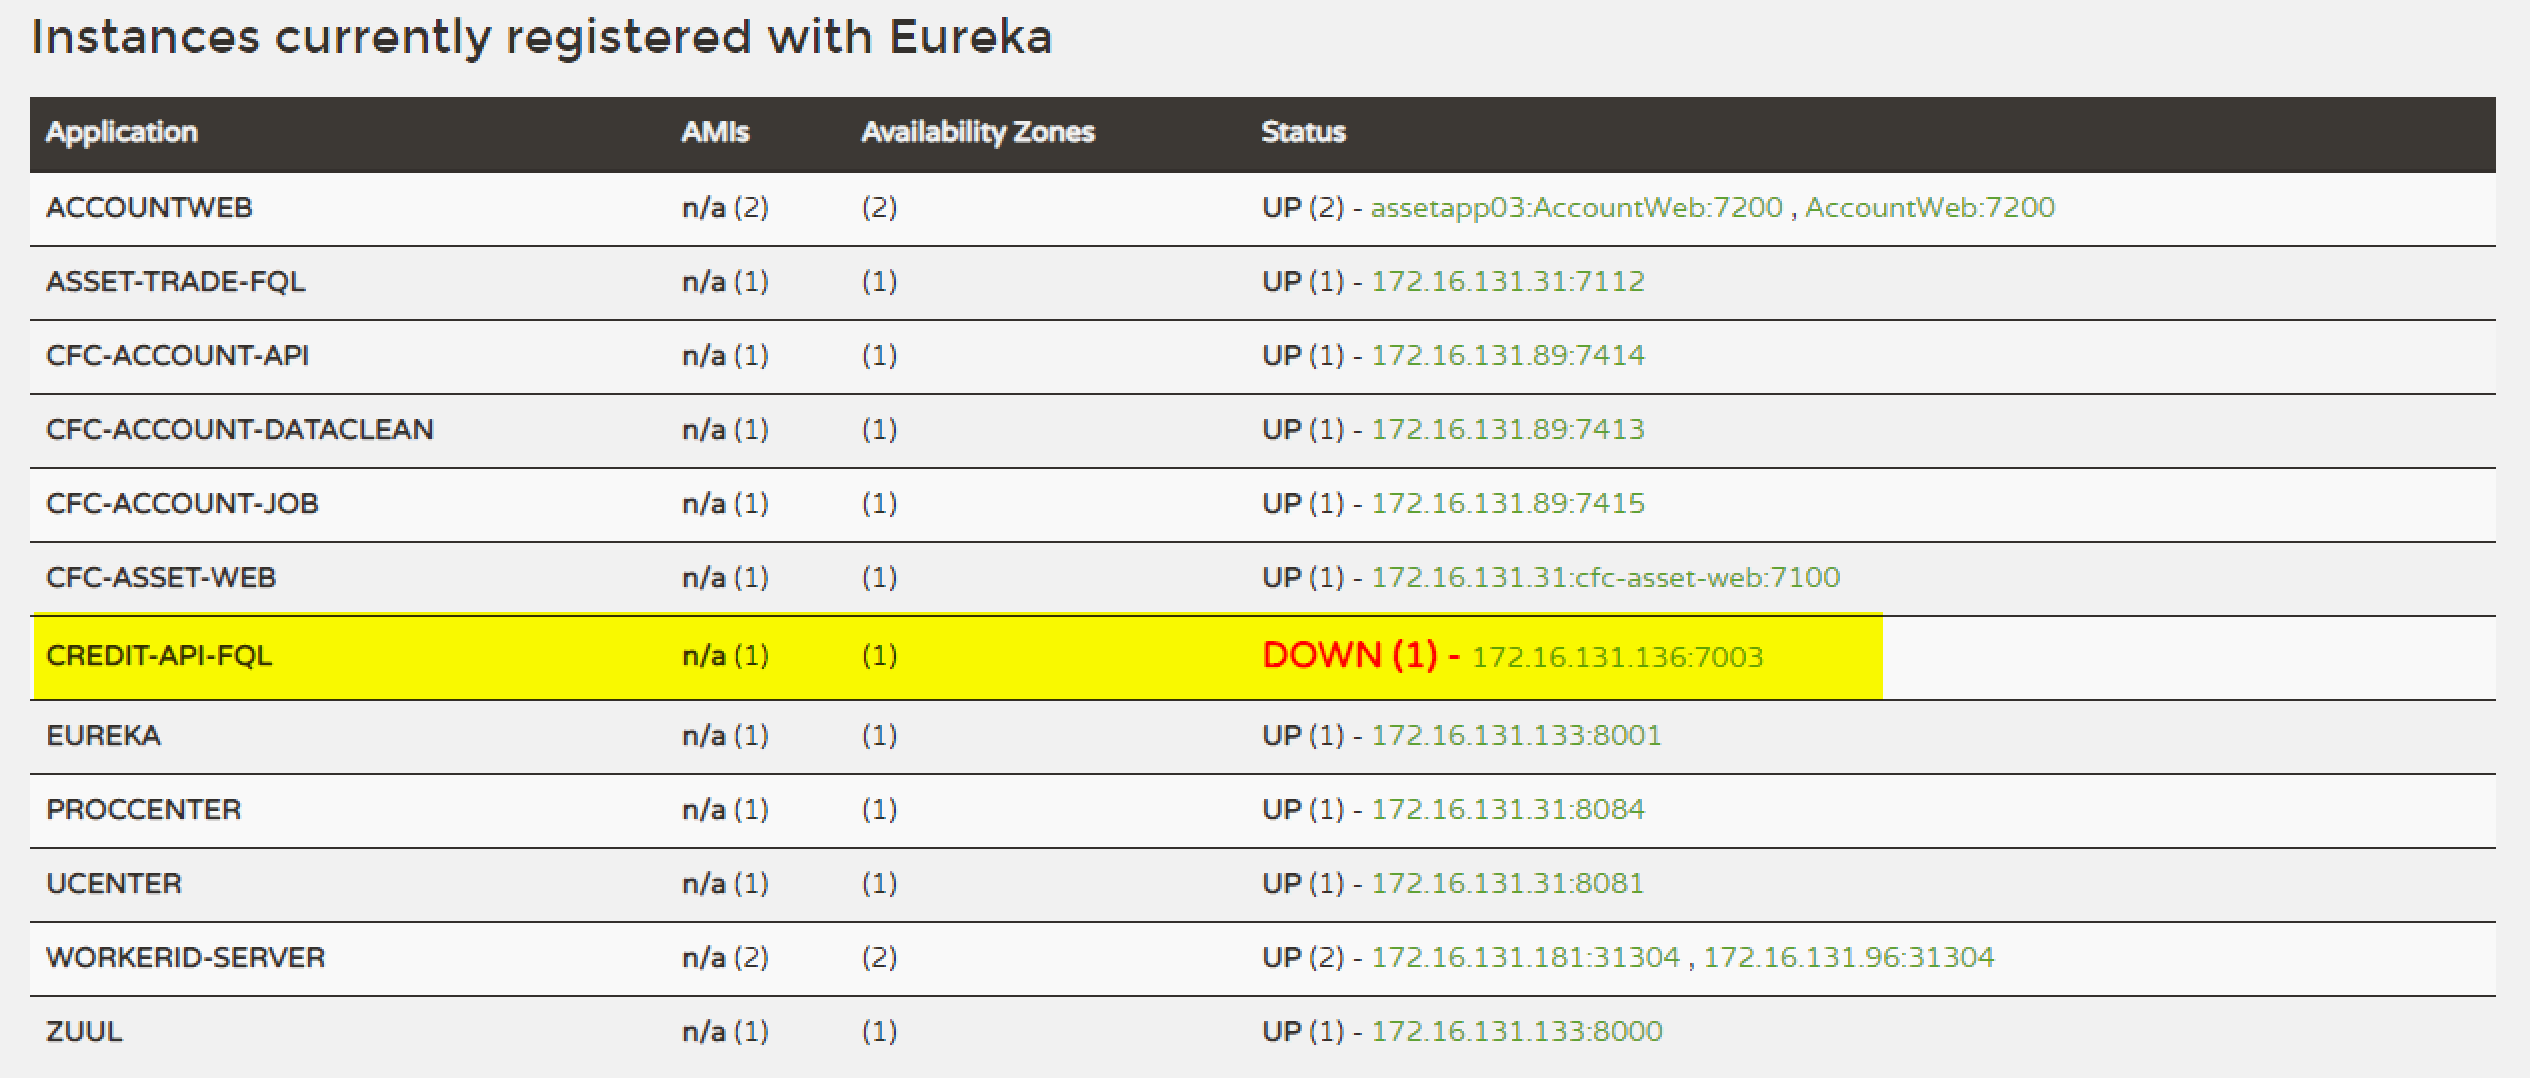 Instances currently registered with Eureka
Application AMIs Availability Zones Status
ACCOUNTWEB n/a (2) (2) UP (2) - assetapp03:AccountWeb:7200 , AccountWeb:7200
ASSET-TRADE-FQL n/a (1) (1) UP (1) - 172.16.131.31:7112
CFC-ACCOUNT-API n/a (1) (1) UP (1) - 172.16.131.89:7414
CFC-ACCOUNT-DATACLEAN n/a (1) (1) UP (1) - 172.16.131.89:7413
CFC-ACCOUNT-JOB n/a (1) (1) UP (1) - 172.16.131.89:7415
CFC-ASSET-WEB n/a (1) (1) UP (1) - 172.16.131.31:cfc-asset-web:7100
CREDIT-API-FQL n/a (1) (1) DOWN (1) - 172.16.131.136:7003
EUREKA n/a (1) (1) UP (1) - 172.16.131.133:8001
PROCCENTER n/a (1) (1) UP (1) - 172.16.131.31:8084
UCENTER n/a (1) (1) UP (1) - 172.16.131.31:8081
WORKERID-SERVER n/a (2) (2) UP (2) - 172.16.131.181:31304 , 172.16.131.96:31304
ZUUL n/a (1) (1) UP (1) - 172.16.131.133:8000